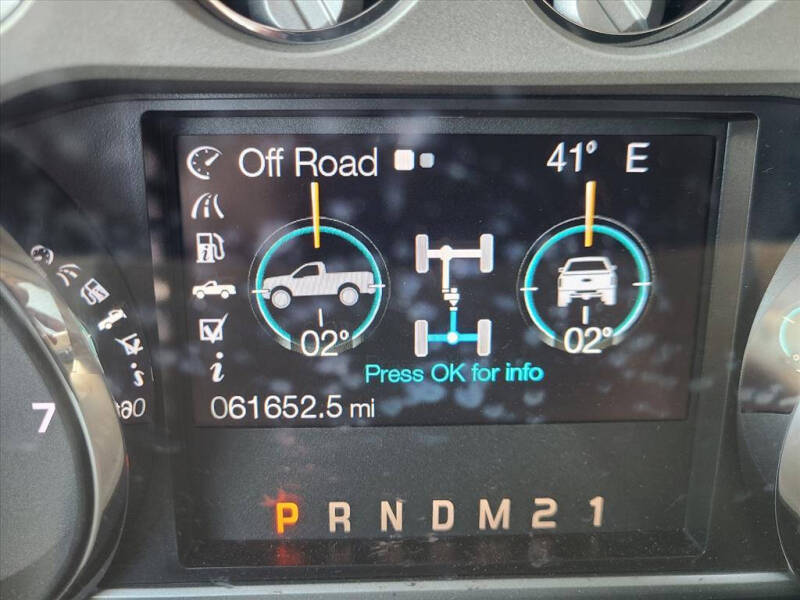 Off Road
41° E
02°
02°
Press OK for info
061652.5 mi
7
P R N D M 2 1